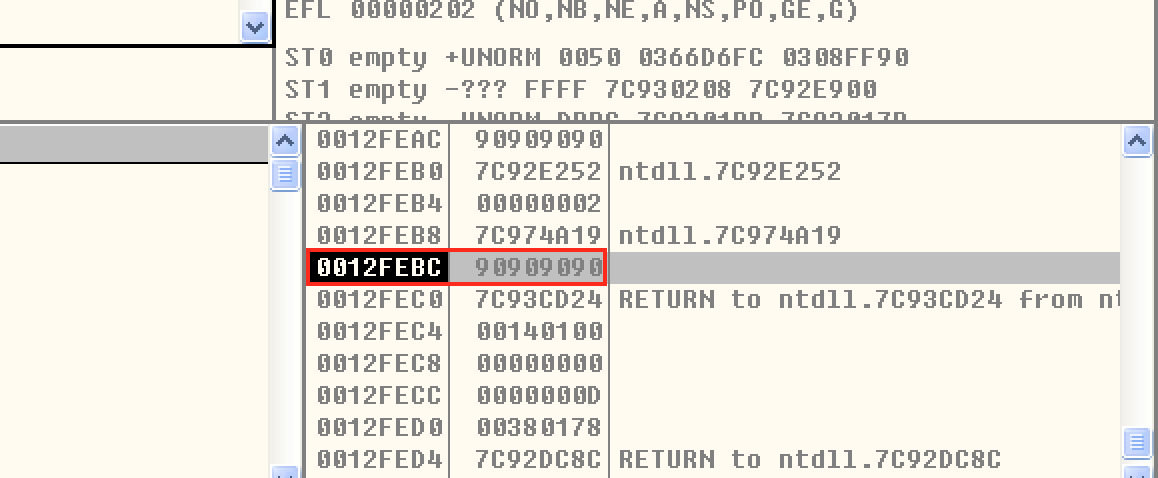 EFL 00000202 (NO,NB,NE,A,NS,PO,GE,G)
ST0 empty +UNORM 0050 0366D6FC 0308FF90
ST1 empty -??? FFFF 7C930208 7C92E900
0012FEAC 90909090
0012FEB0 7C92E252 ntdll.7C92E252
0012FEB4 00000002
0012FEB8 7C974A19 ntdll.7C974A19
0012FEBC 90909090
0012FEC0 7C93CD24 RETURN to ntdll.7C93CD24 from nt
0012FEC4 00140100
0012FEC8 00000000
0012FECC 0000000D
0012FED0 00380178
0012FED4 7C92DC8C RETURN to ntdll.7C92DC8C